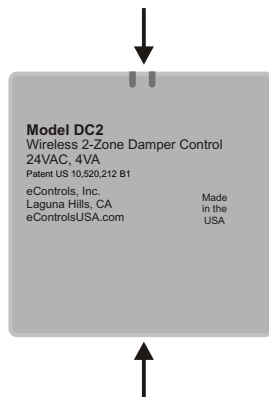 Model DC2
Wireless 2-Zone Damper Control
24VAC, 4VA
Patent US 10,520,212 B1
eControls, Inc.
Laguna Hills, CA
eControlsUSA.com
Made
in the
USA